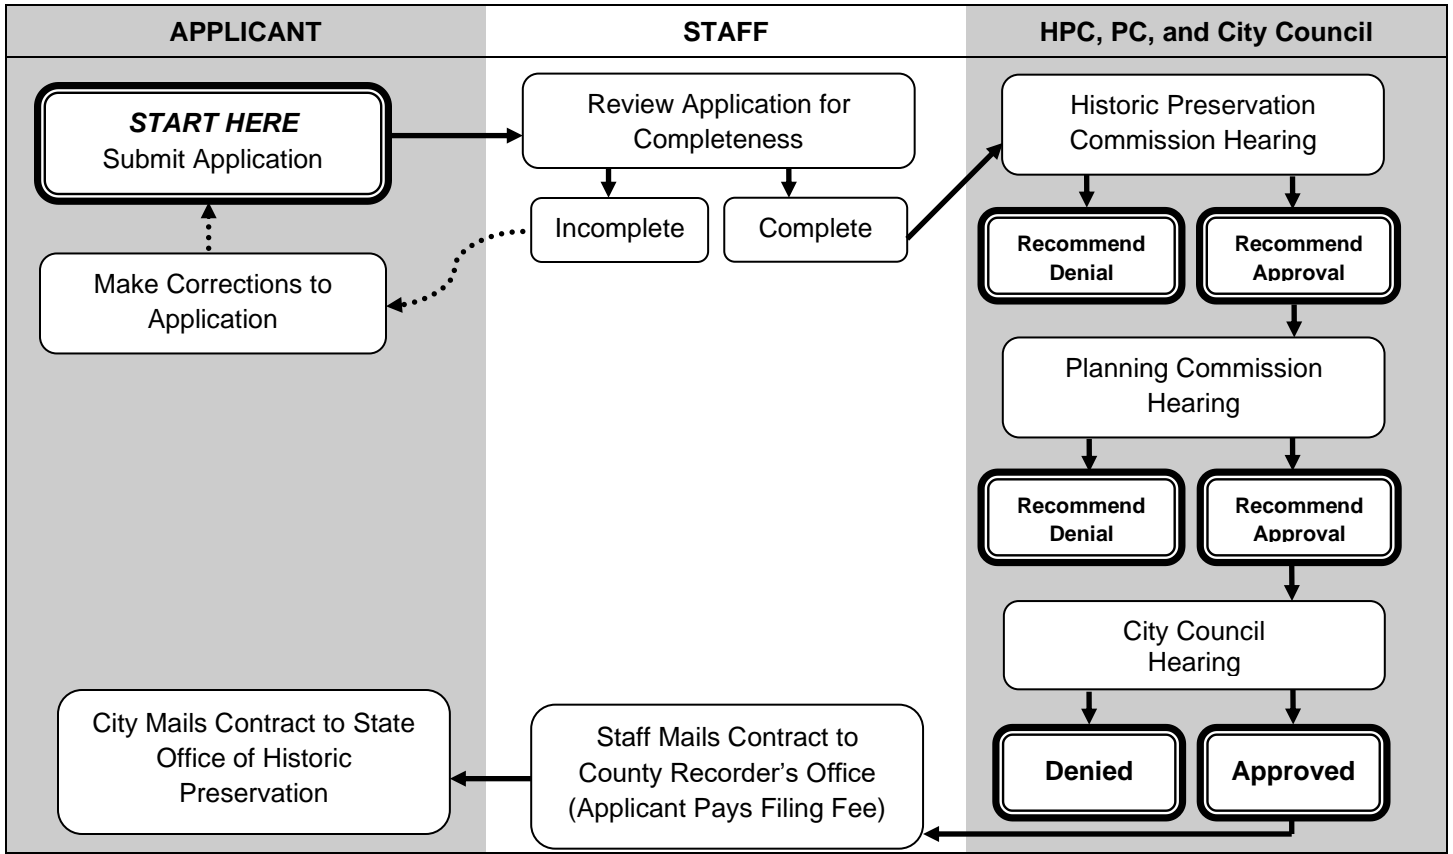 APPLICANT
STAFF
HPC, PC, and City Council
START HERE
Submit Application
Review Application for
Completeness
Historic Preservation
Commission Hearing
Incomplete
Complete
Recommend
Denial
Recommend
Approval
Make Corrections to
Application
Planning Commission
Hearing
Recommend
Denial
Recommend
Approval
City Council
Hearing
City Mails Contract to State
Office of Historic
Preservation
Staff Mails Contract to
County Recorder’s Office
(Applicant Pays Filing Fee)
Denied
Approved